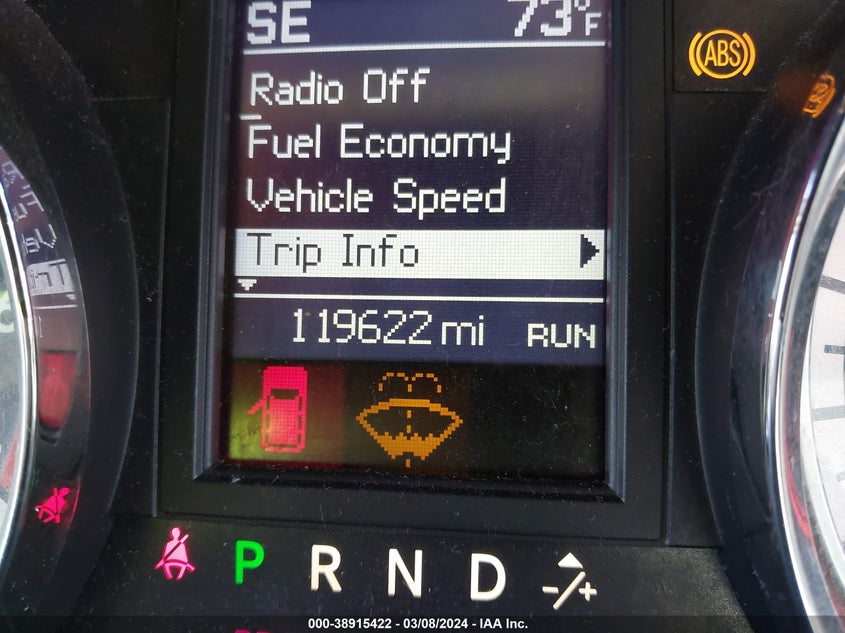 SE 73°F
ABS
Radio Off
Fuel Economy
Vehicle Speed
Trip Info
119622 mi RUN
P R N D -/+
000-38915422 - 03/08/2024 - IAA Inc.